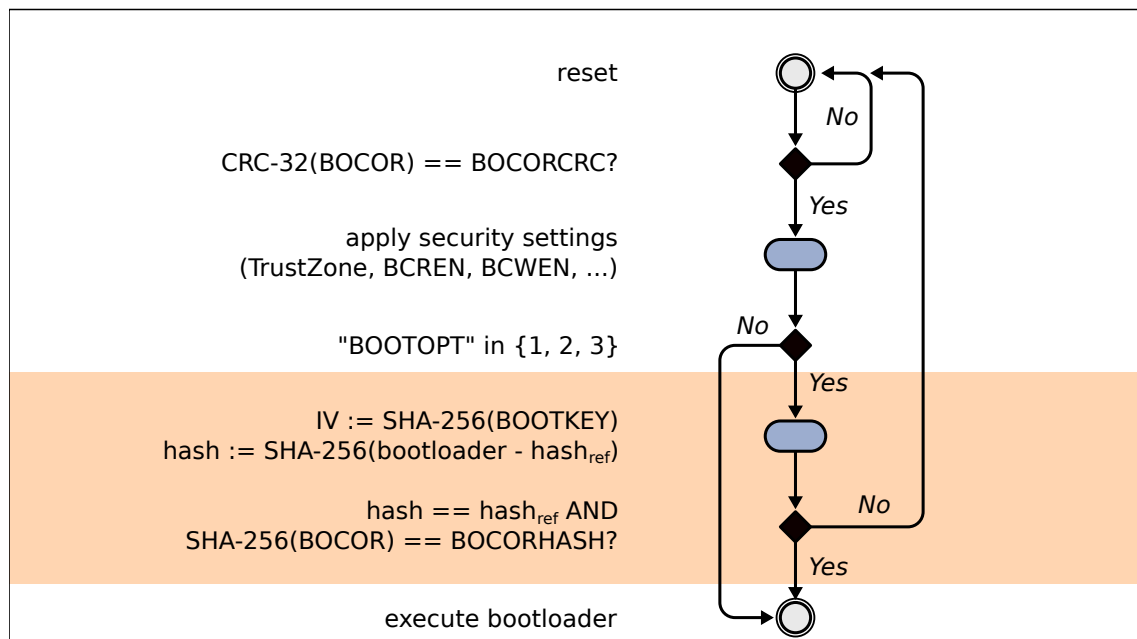 reset
No
CRC-32(BOCOR) == BOCORCRC?
Yes
apply security settings
(TrustZone, BCREN, BCWEN, ...)
No
"BOOTOPT" in {1, 2, 3}
Yes
IV := SHA-256(BOOTKEY)
hash := SHA-256(bootloader - hashref)
hash == hashref AND
No
SHA-256(BOCOR) == BOCORHASH?
Yes
execute bootloader